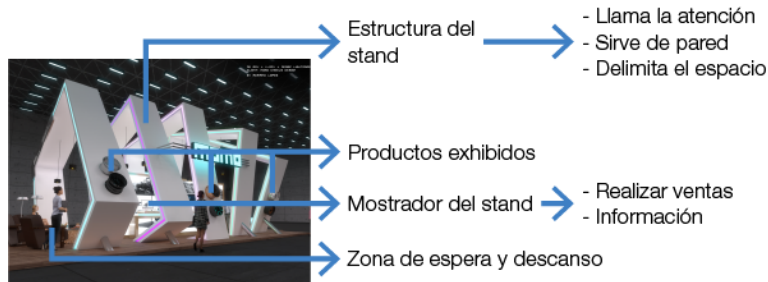 Estructura del
stand
- Llama la atención
- Sirve de pared
- Delimita el espacio
Productos exhibidos
Mostrador del stand
- Realizar ventas
- Información
Zona de espera y descanso